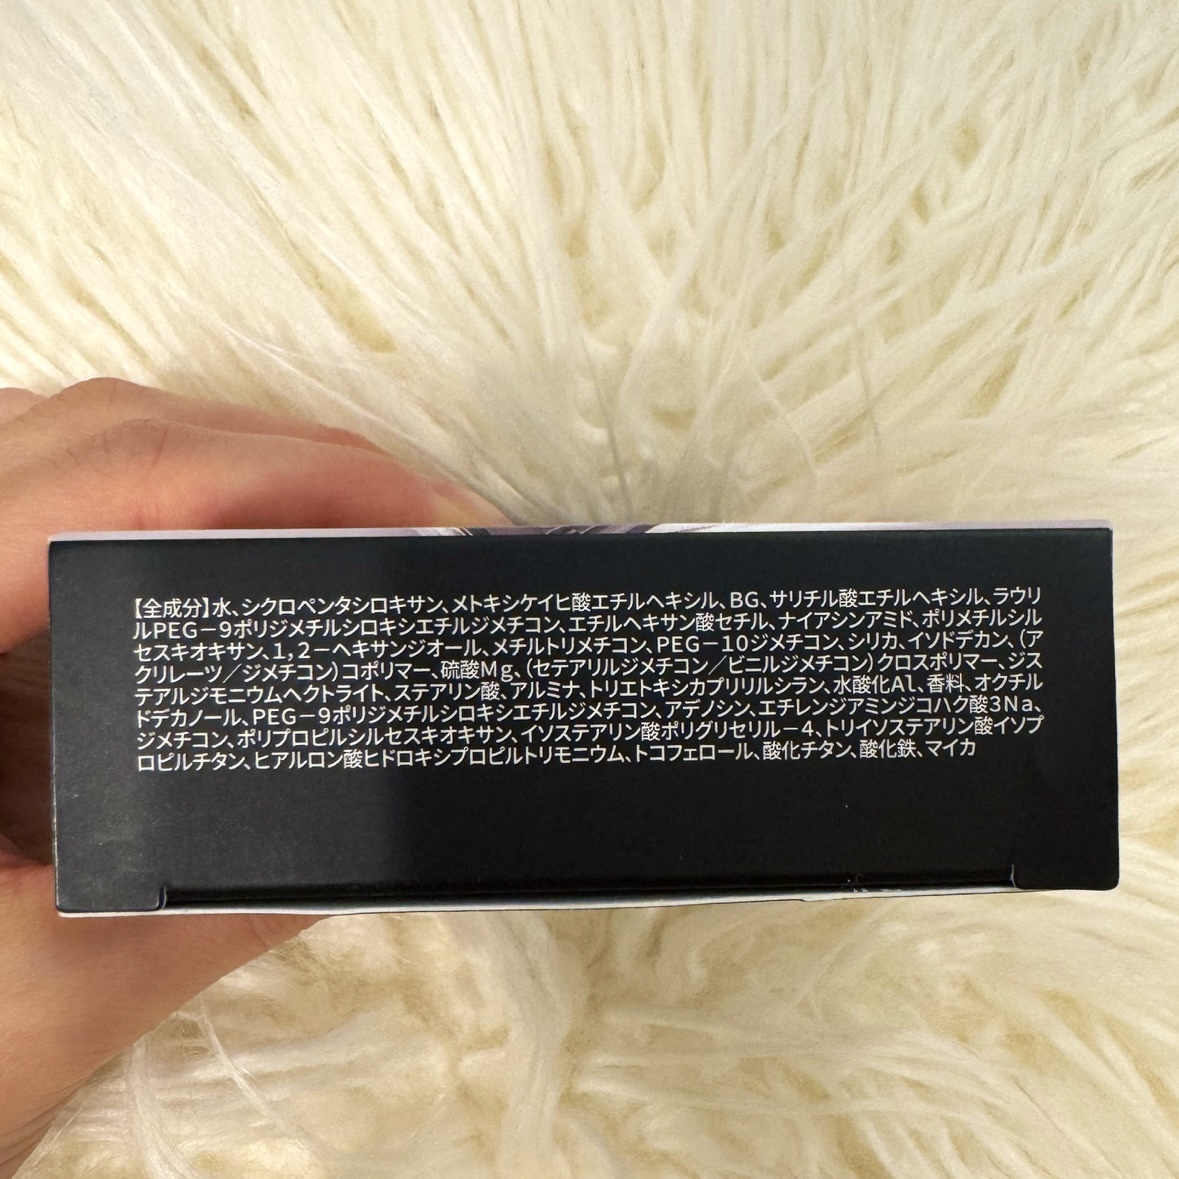 【全成分】水、シクロペンタシロキサン、メトキシケイヒ酸エチルヘキシル、BG、サリチル酸エチルヘキシル、ラウリ
ルPEG－9ポリジメチルシロキシエチルジメチコン、エチルヘキサン酸セチル、ナイアシンアミド、ポリメチルシル
セスキオキサン、1,2－ヘキサンジオール、メチルトリメチコン、PEG－10ジメチコン、シリカ、イソドデカン、（ア
クリレーツ／ジメチコン）コポリマー、硫酸Mg、（セテアリルジメチコン／ビニルジメチコン）クロスポリマー、ジス
テアルジモニウムヘクトライト、ステアリン酸、アルミナ、トリエトキシカプリリルシラン、水酸化Al、香料、オクチル
ドデカノール、PEG－9ポリジメチルシロキシエチルジメチコン、アデノシン、エチレンジアミンジコハク酸3Na、
ジメチコン、ポリプロピルシルセスキオキサン、イソステアリン酸ポリグリセリル－4、トリイソステアリン酸イソプ
ロピルチタン、ヒアルロン酸ヒドロキシプロピルトリモニウム、トコフェロール、酸化チタン、酸化鉄、マイカ